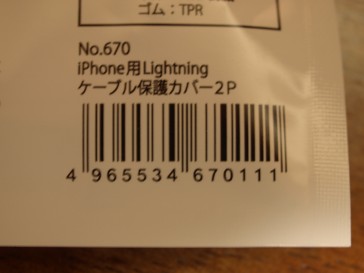 ゴム：TPR
No.670
iPhone用Lightning
ケーブル保護カバー2P
4 965534 670111